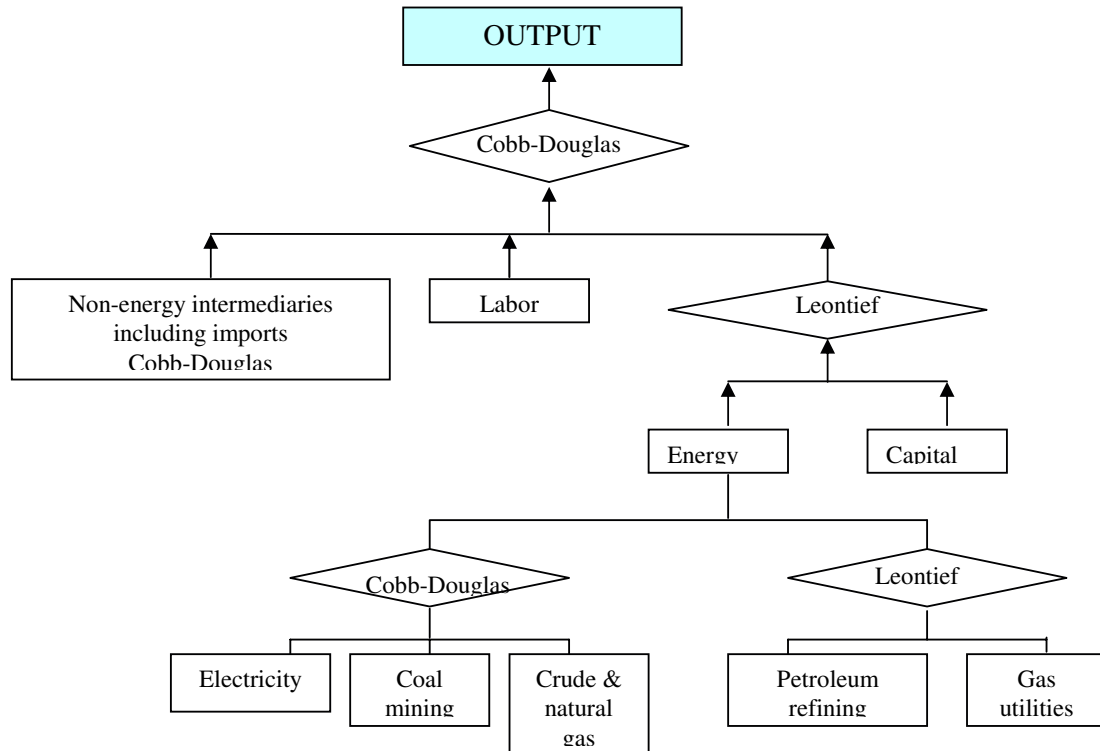 OUTPUT
Cobb-Douglas
Non-energy intermediaries
including imports
Cobb-Douglas
Labor
Leontief
Energy
Capital
Cobb-Douglas
Leontief
Electricity
Coal
mining
Crude &
natural
gas
Petroleum
refining
Gas
utilities